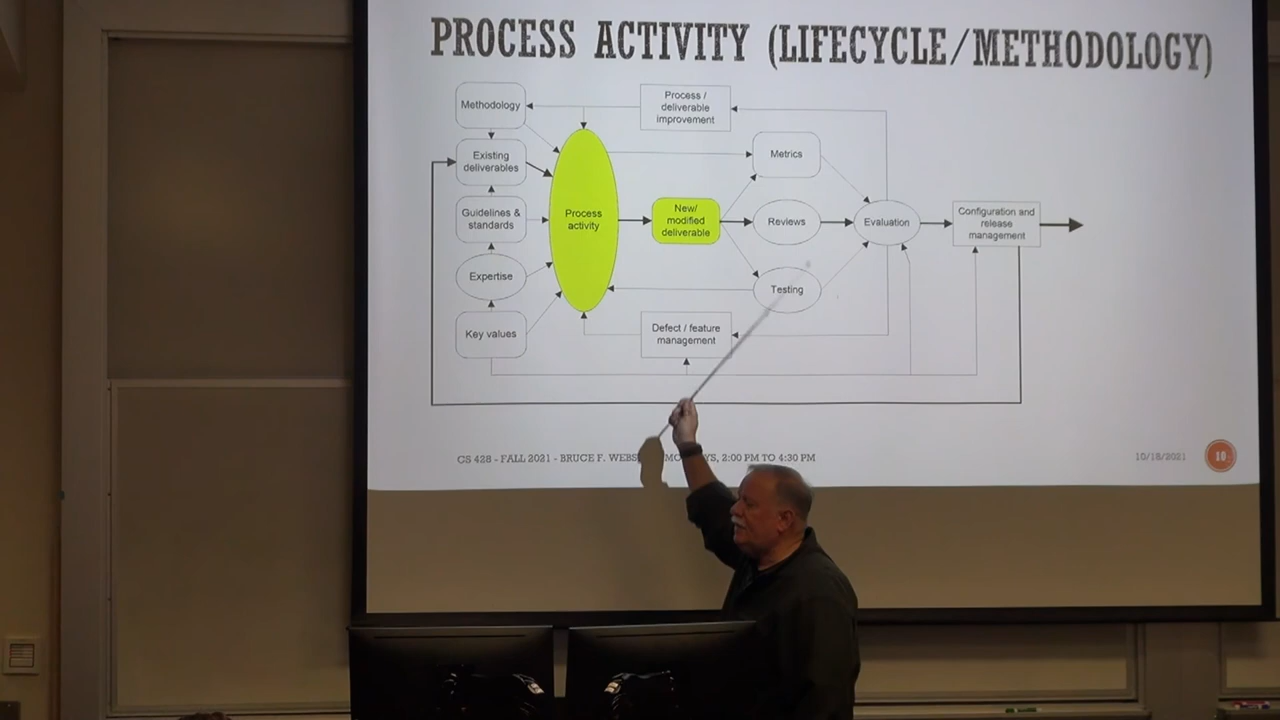 PROCESS ACTIVITY (LIFECYCLE/METHODOLOGY)
Methodology
Process /
deliverable
improvement
Existing
deliverables
Metrics
Guidelines &
standards
Process
activity
New/
modified
deliverable
Reviews
Evaluation
Configuration and
release
management
Expertise
Testing
Key values
Defect / feature
management
CS 428 - FALL 2021 - BRUCE F. 2:00 PM TO 4:30 PM
10/18/2021
10